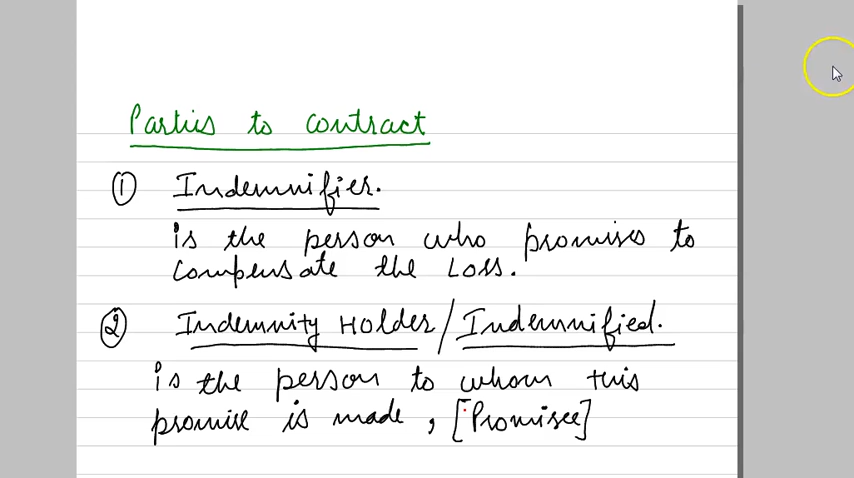 Parties to contract
① Indemnifier.
is the person who promises to
compensate the Loss.
② Indemnity Holder / Indemnified.
is the person to whom this
promise is made, [Promisee]